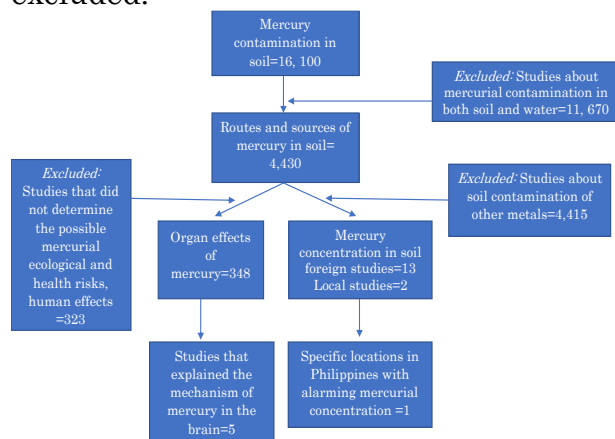 excluded.
Mercury
contamination in
soil=16, 100
Excluded: Studies about
mercurial contamination in
both soil and water=11, 670
Routes and sources of
mercury in soil=
4,430
Excluded:
Studies that did
not determine
the possible
mercurial
ecological and
health risks,
human effects
=323
Excluded: Studies about
soil contamination of
other metals=4,415
Organ effects
of
mercury=348
Mercury
concentration in soil
foreign studies=13
Local studies=2
Studies that
explained the
mechanism of
mercury in the
brain=5
Specific locations in
Philippines with
alarming mercurial
concentration =1